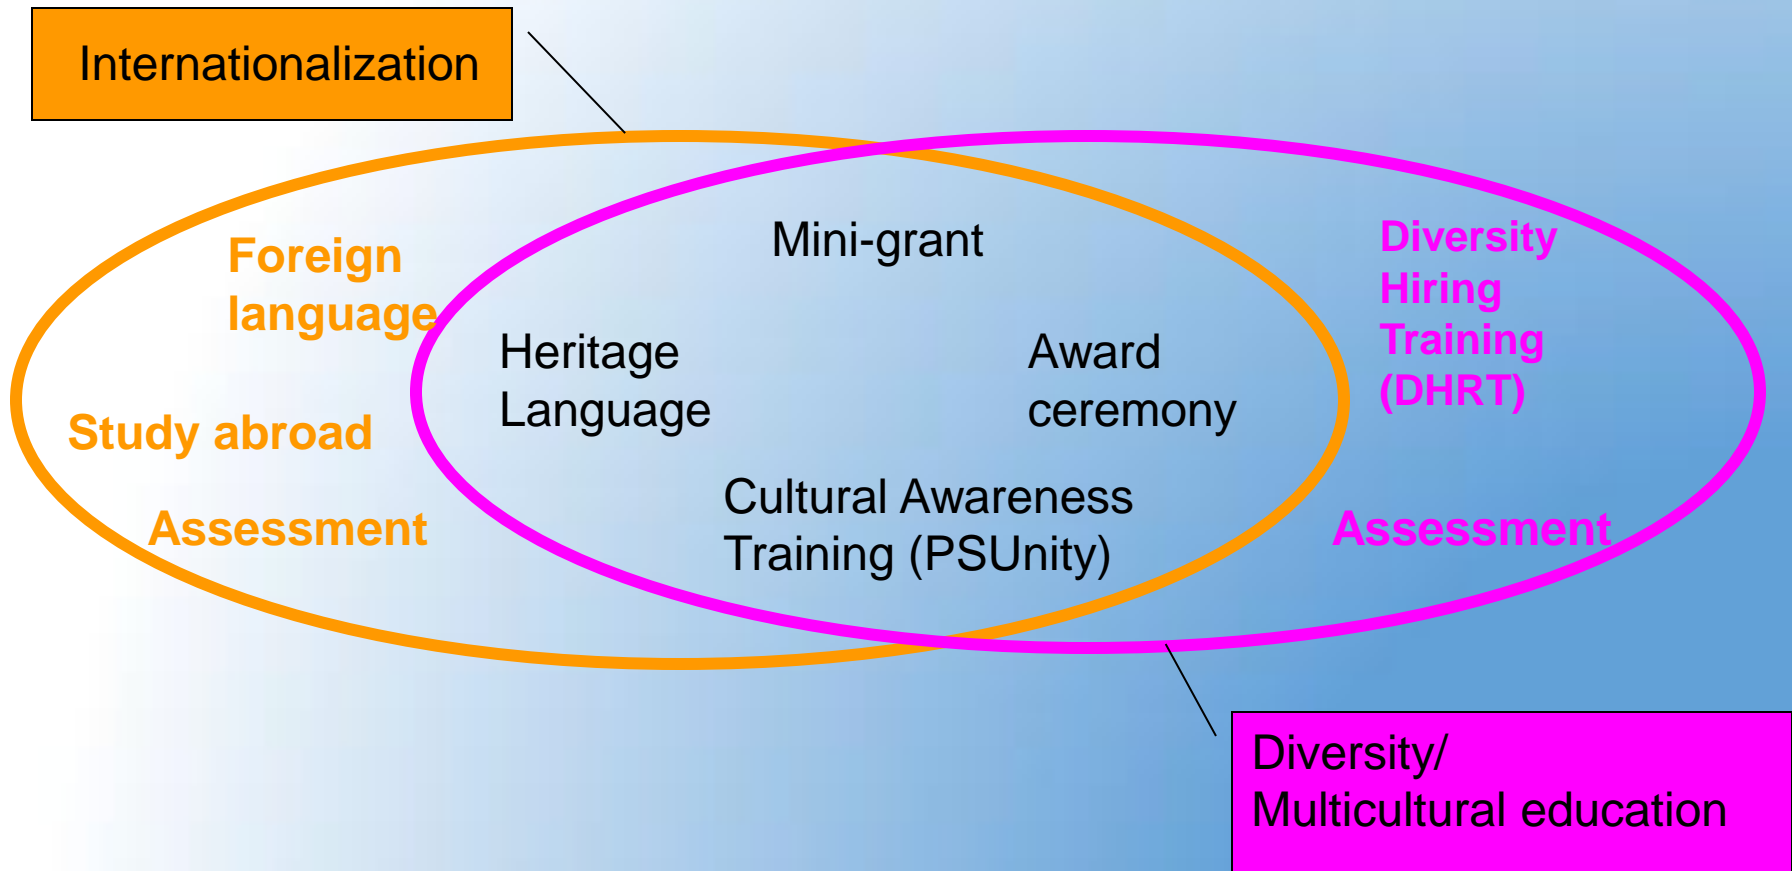 Internationalization
Foreign
language
Study abroad
Assessment
Mini-grant
Heritage
Language
Award
ceremony
Cultural Awareness
Training (PSUnity)
Diversity
Hiring
Training
(DHRT)
Assessment
Diversity/
Multicultural education